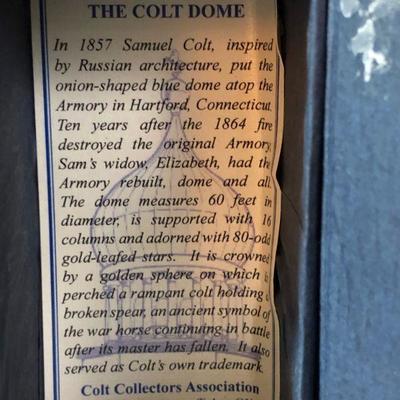 THE COLT DOME
In 1857 Samuel Colt, inspired
by Russian architecture, put the
onion-shaped blue dome atop the
Armory in Hartford, Connecticut.
Ten years after the 1864 fire
destroyed the original Armory,
Sam's widow, Elizabeth, had the
Armory rebuilt, dome and all.
The dome measures 60 feet in
diameter, is supported with 16
columns and adorned with 80-odd
gold-leafed stars. It is crowned
by a golden sphere on which is
perched a rampant colt holding a
broken spear, an ancient symbol of
the war horse continuing in battle
after its master has fallen. It also
served as Colt's own trademark.
Colt Collectors Association